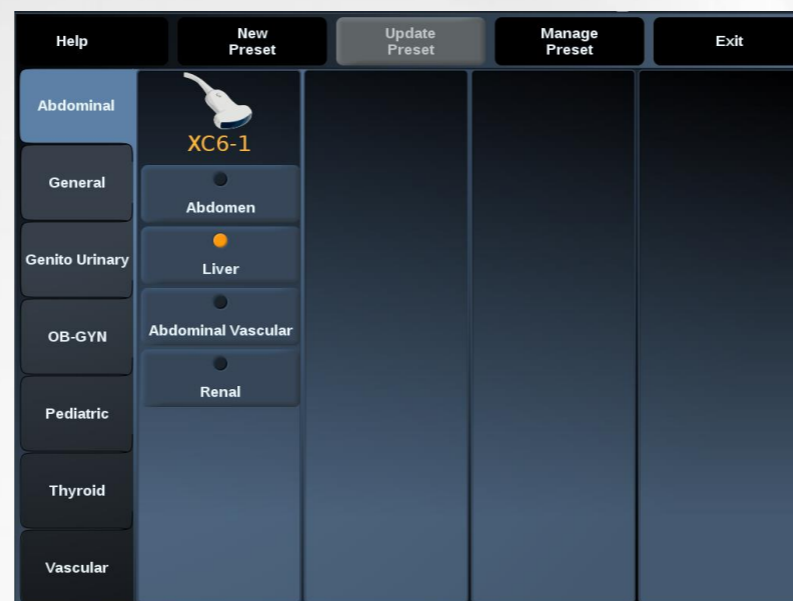 Help
New
Preset
Update
Preset
Manage
Preset
Exit
Abdominal
General
Genito Urinary
OB-GYN
Pediatric
Thyroid
Vascular
XC6-1
Abdomen
Liver
Abdominal Vascular
Renal